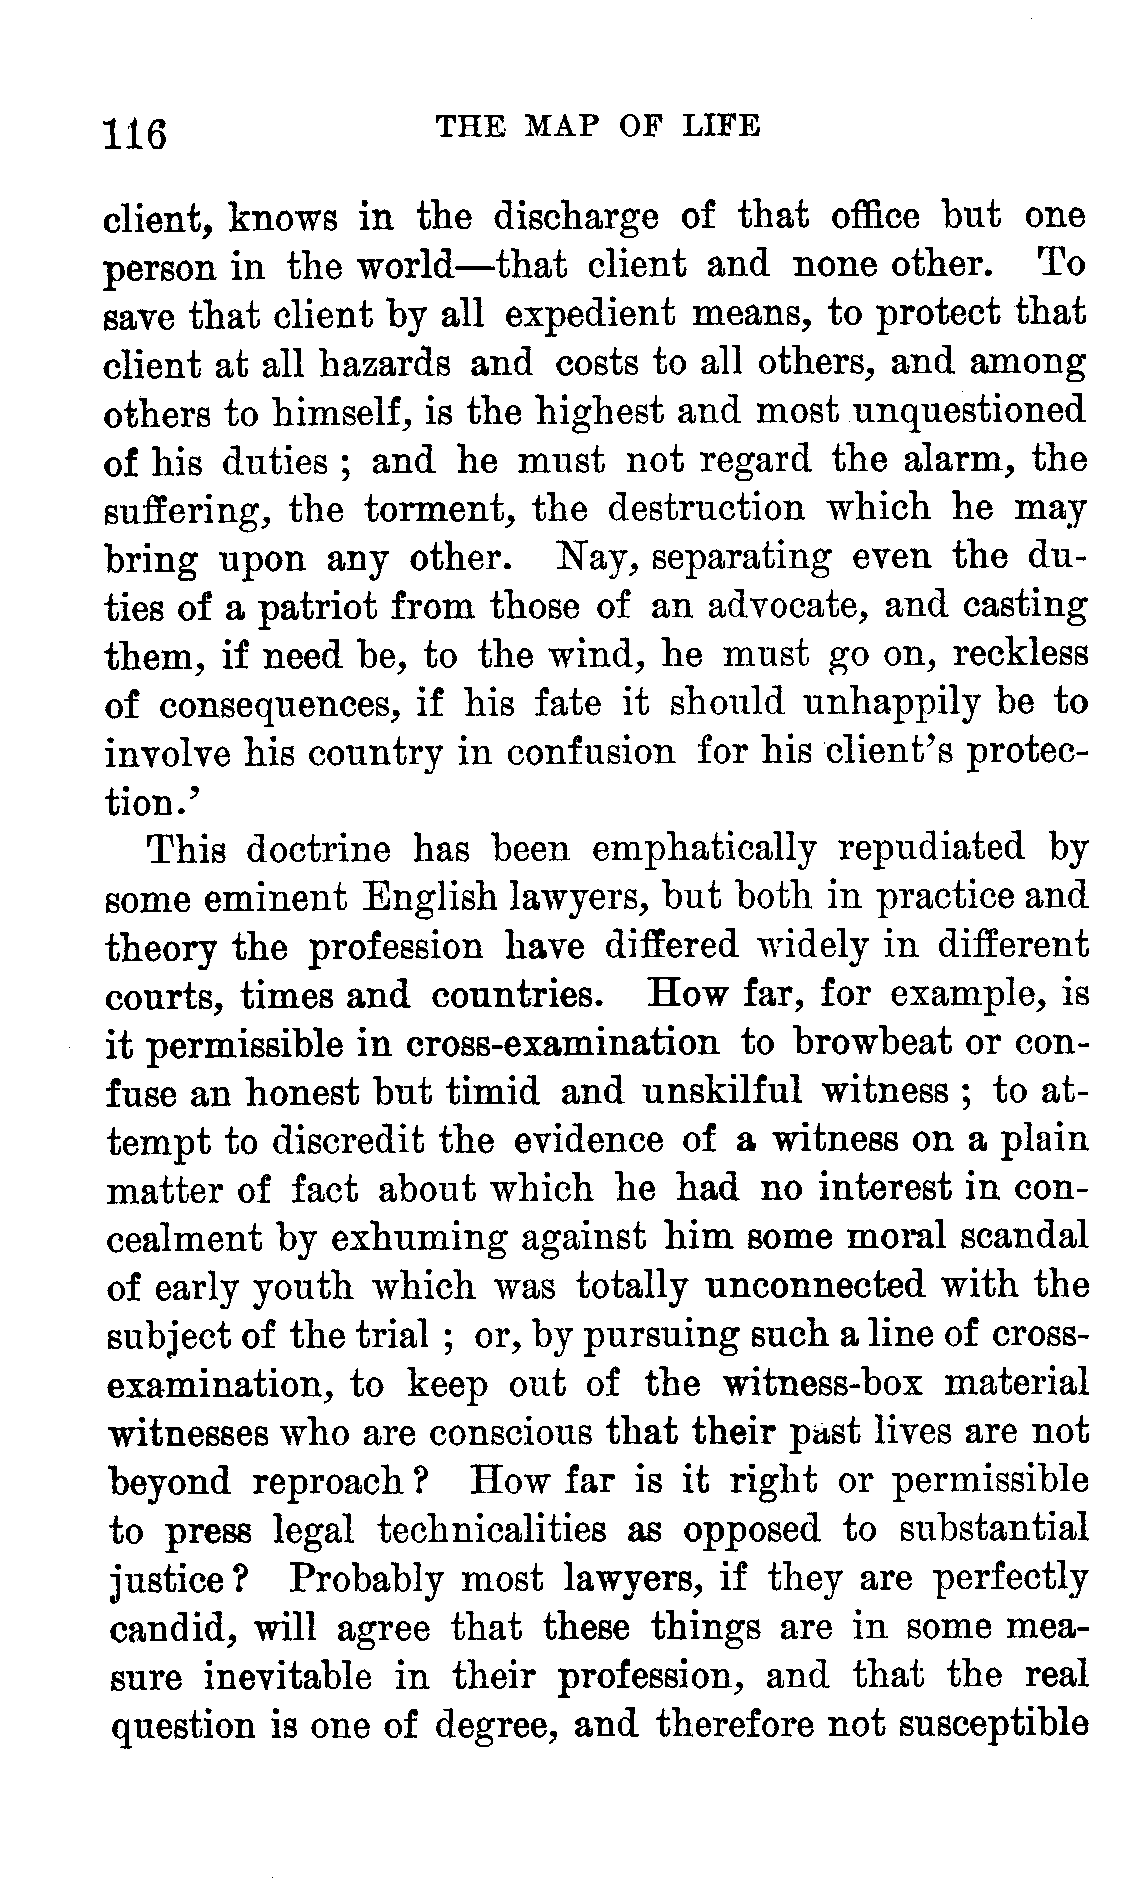 116 THE MAP OF LIFE
client, knows in the discharge of that office but one
person in the world—that client and none other. To
save that client by all expedient means, to protect that
client at all hazards and costs to all others, and among
others to himself, is the highest and most unquestioned
of his duties ; and he must not regard the alarm, the
suffering, the torment, the destruction which he may
bring upon any other. Nay, separating even the du-
ties of a patriot from those of an advocate, and casting
them, if need be, to the wind, he must go on, reckless
of consequences, if his fate it should unhappily be to
involve his country in confusion for his client's protec-
tion.'
This doctrine has been emphatically repudiated by
some eminent English lawyers, but both in practice and
theory the profession have differed widely in different
courts, times and countries. How far, for example, is
it permissible in cross-examination to browbeat or con-
fuse an honest but timid and unskilful witness ; to at-
tempt to discredit the evidence of a witness on a plain
matter of fact about which he had no interest in con-
cealment by exhuming against him some moral scandal
of early youth which was totally unconnected with the
subject of the trial ; or, by pursuing such a line of cross-
examination, to keep out of the witness-box material
witnesses who are conscious that their past lives are not
beyond reproach ? How far is it right or permissible
to press legal technicalities as opposed to substantial
justice ? Probably most lawyers, if they are perfectly
candid, will agree that these things are in some mea-
sure inevitable in their profession, and that the real
question is one of degree, and therefore not susceptible